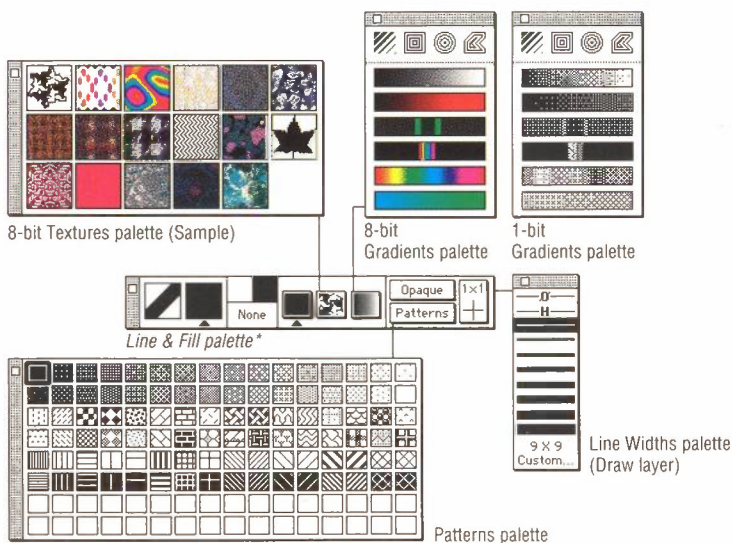 8-bit Textures palette (Sample)
8-bit
Gradients palette
1-bit
Gradients palette
None
Opaque
Patterns
1×1
Line & Fill palette*
9 X 9
Custom...
Line Widths palette
(Draw layer)
Patterns palette